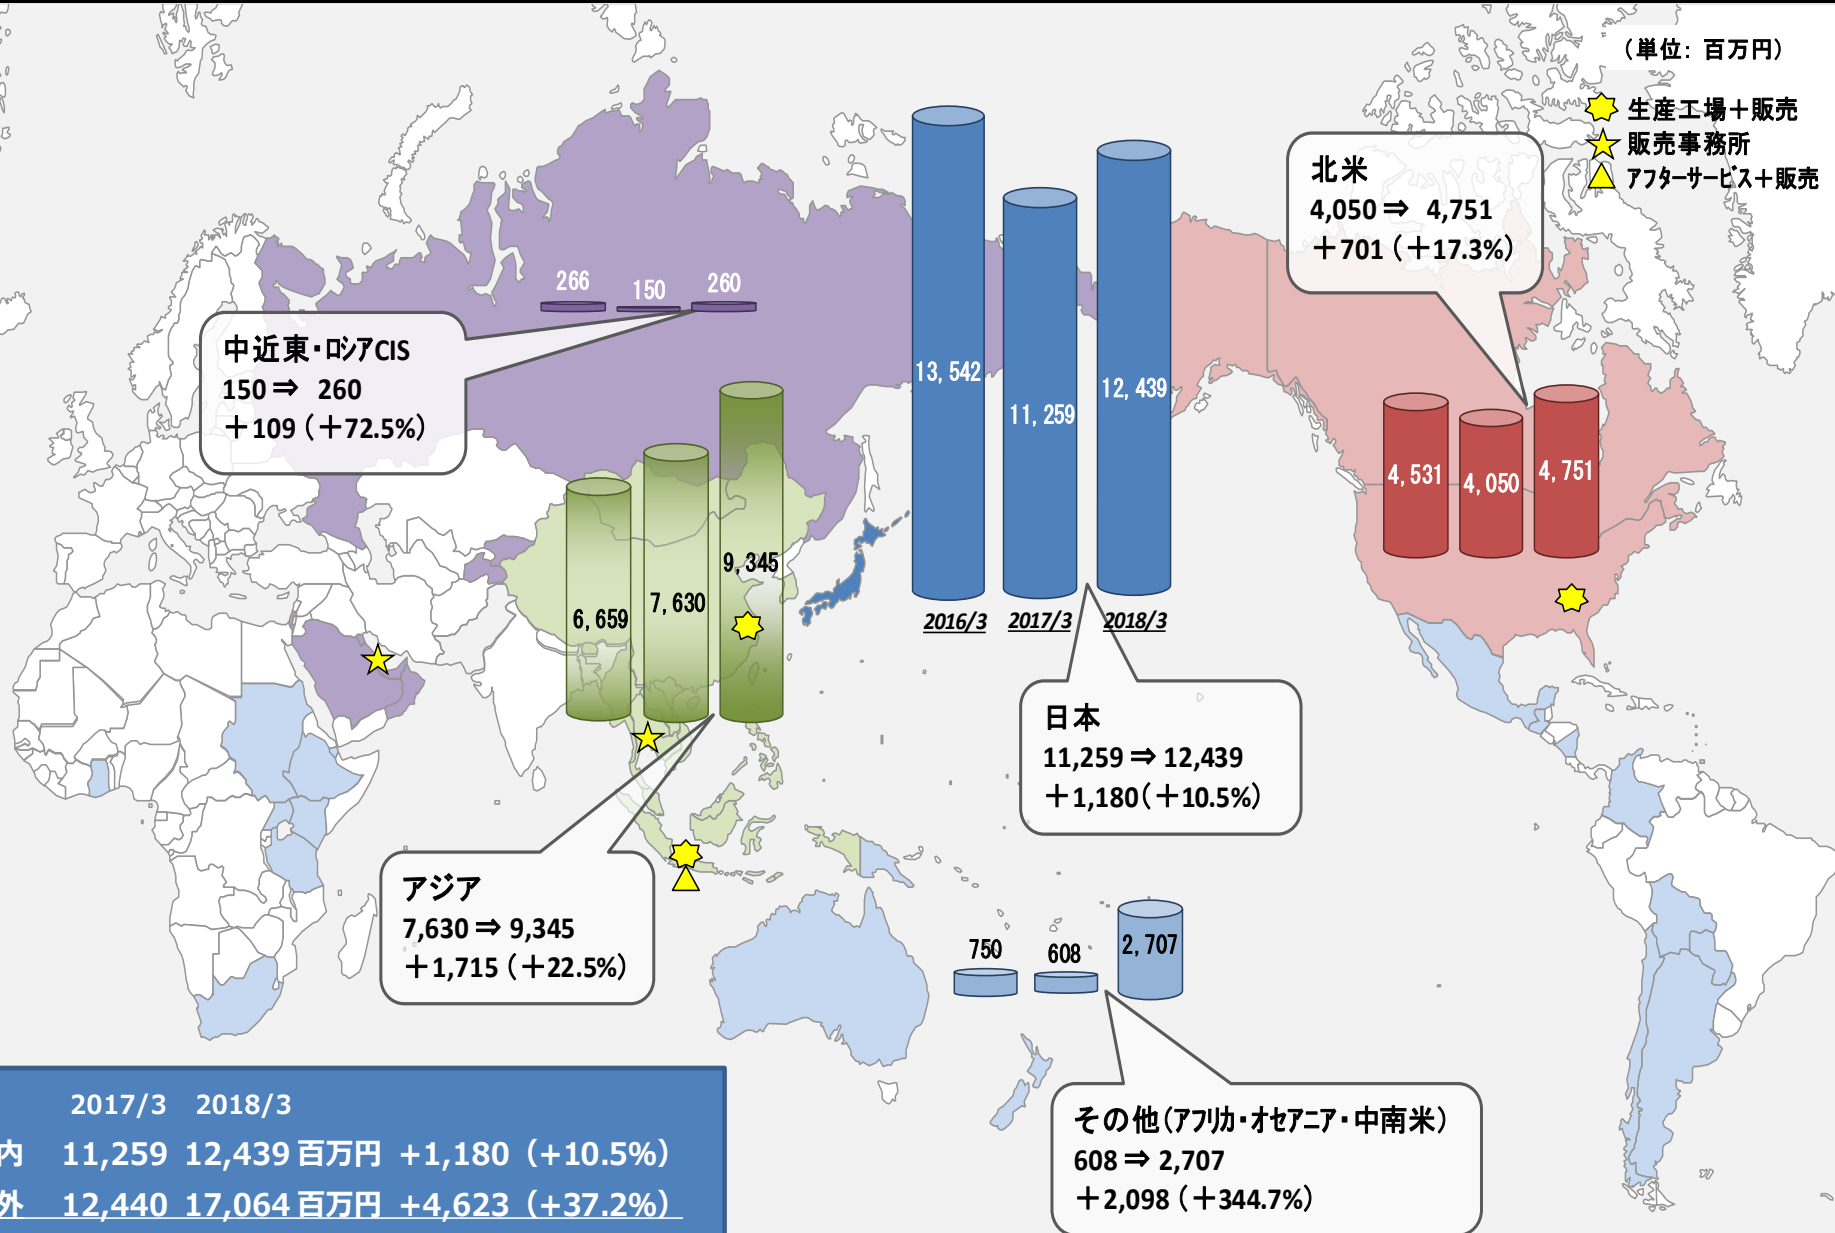 （単位: 百万円）
生産工場＋販売
販売事務所
アフターサービス＋販売
北米
4,050 ⇒ 4,751
＋701（＋17.3%）
266
150
260
中近東・ロシアCIS
150 ⇒ 260
＋109（＋72.5%）
13,542
11,259
12,439
2016/3
2017/3
2018/3
4,531
4,050
4,751
6,659
7,630
9,345
日本
11,259 ⇒ 12,439
＋1,180（＋10.5%）
アジア
7,630 ⇒ 9,345
＋1,715（＋22.5%）
750
608
2,707
その他（アフリカ・オセアニア・中南米）
608 ⇒ 2,707
＋2,098（＋344.7%）
2017/3 2018/3
内 11,259 12,439 百万円 +1,180（+10.5%）
外 12,440 17,064 百万円 +4,623（+37.2%）